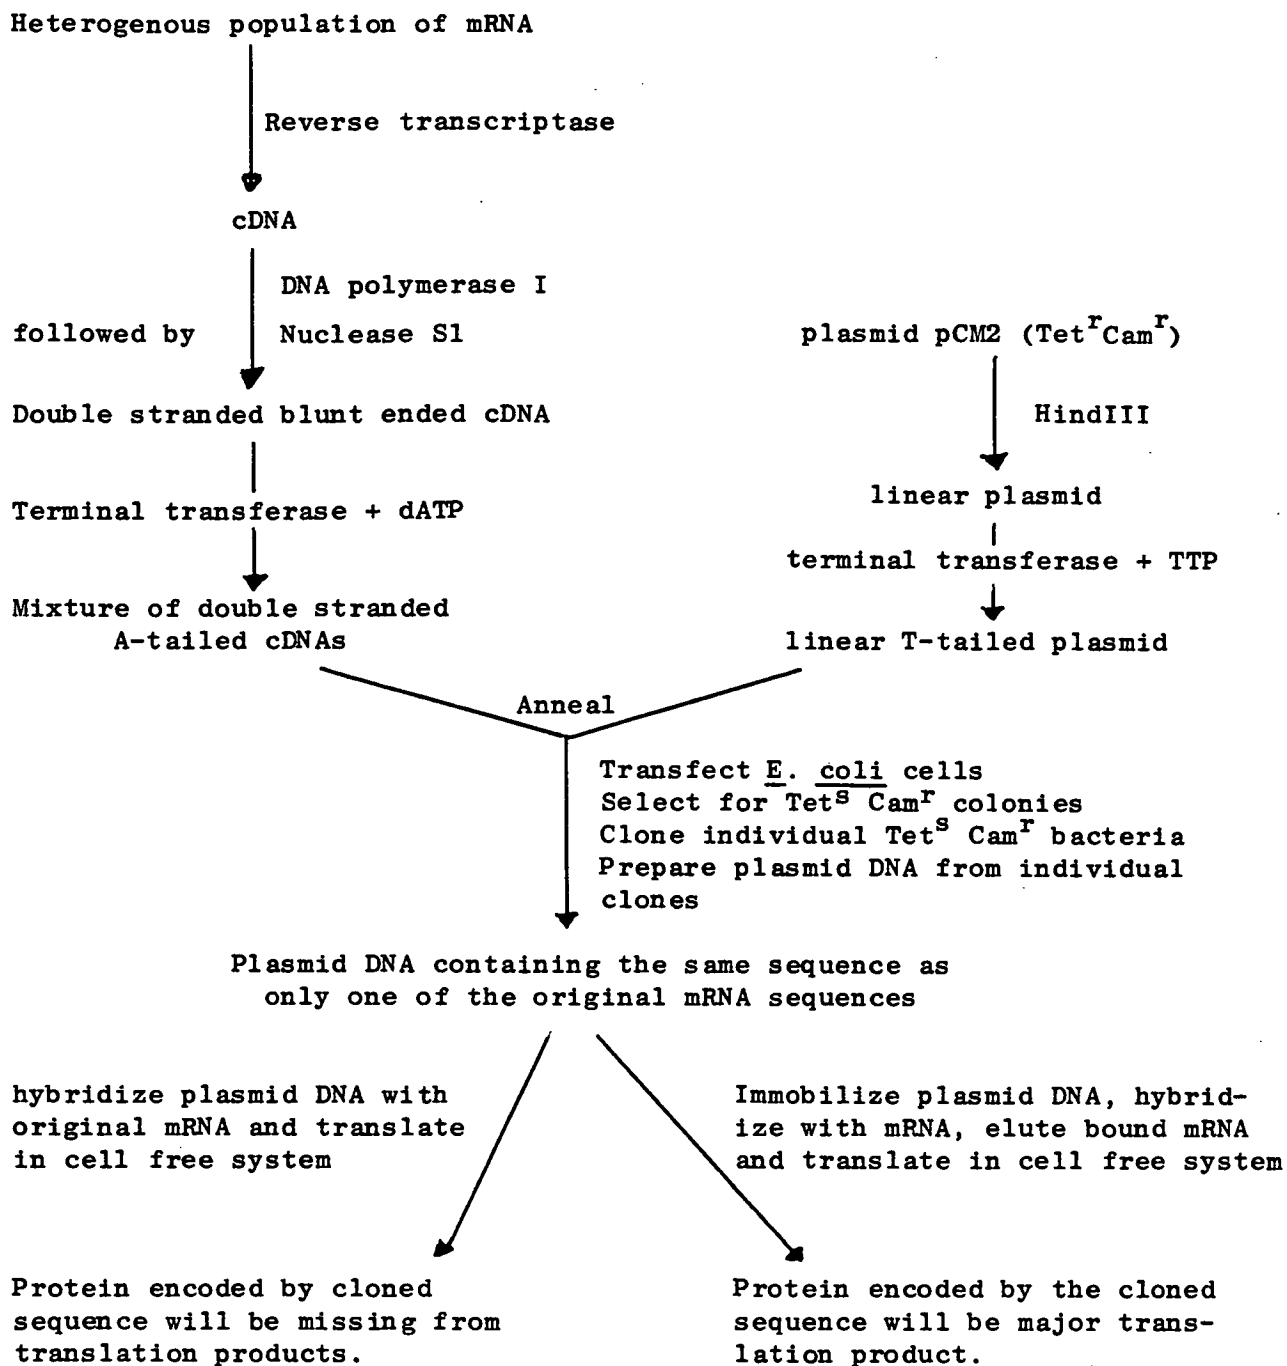 Heterogenous population of mRNA
Reverse transcriptase
cDNA
DNA polymerase I
followed by Nuclease S1
Double stranded blunt ended cDNA
Terminal transferase + dATP
Mixture of double stranded
A-tailed cDNAs
plasmid pCM2 (Tet^r Cam^r)
HindIII
linear plasmid
terminal transferase + TTP
linear T-tailed plasmid
Anneal
Transfect E. coli cells
Select for Tet^s Cam^r colonies
Clone individual Tet^s Cam^r bacteria
Prepare plasmid DNA from individual
clones
Plasmid DNA containing the same sequence as
only one of the original mRNA sequences
hybridize plasmid DNA with
original mRNA and translate
in cell free system
Immobilize plasmid DNA, hybrid-
ize with mRNA, elute bound mRNA
and translate in cell free system
Protein encoded by cloned
sequence will be missing from
translation products.
Protein encoded by the cloned
sequence will be major trans-
lation product.